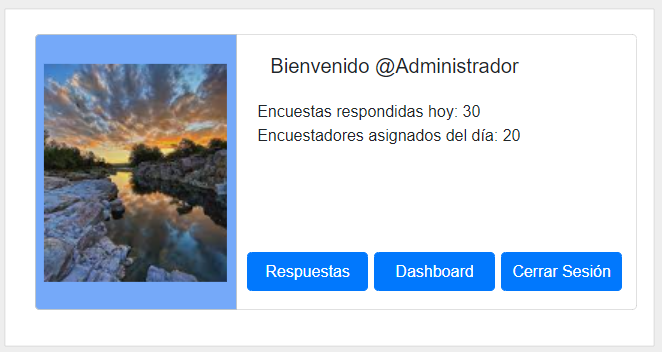 Bienvenido @Administrador
Encuestas respondidas hoy: 30
Encuestadores asignados del día: 20
Respuestas
Dashboard
Cerrar Sesión